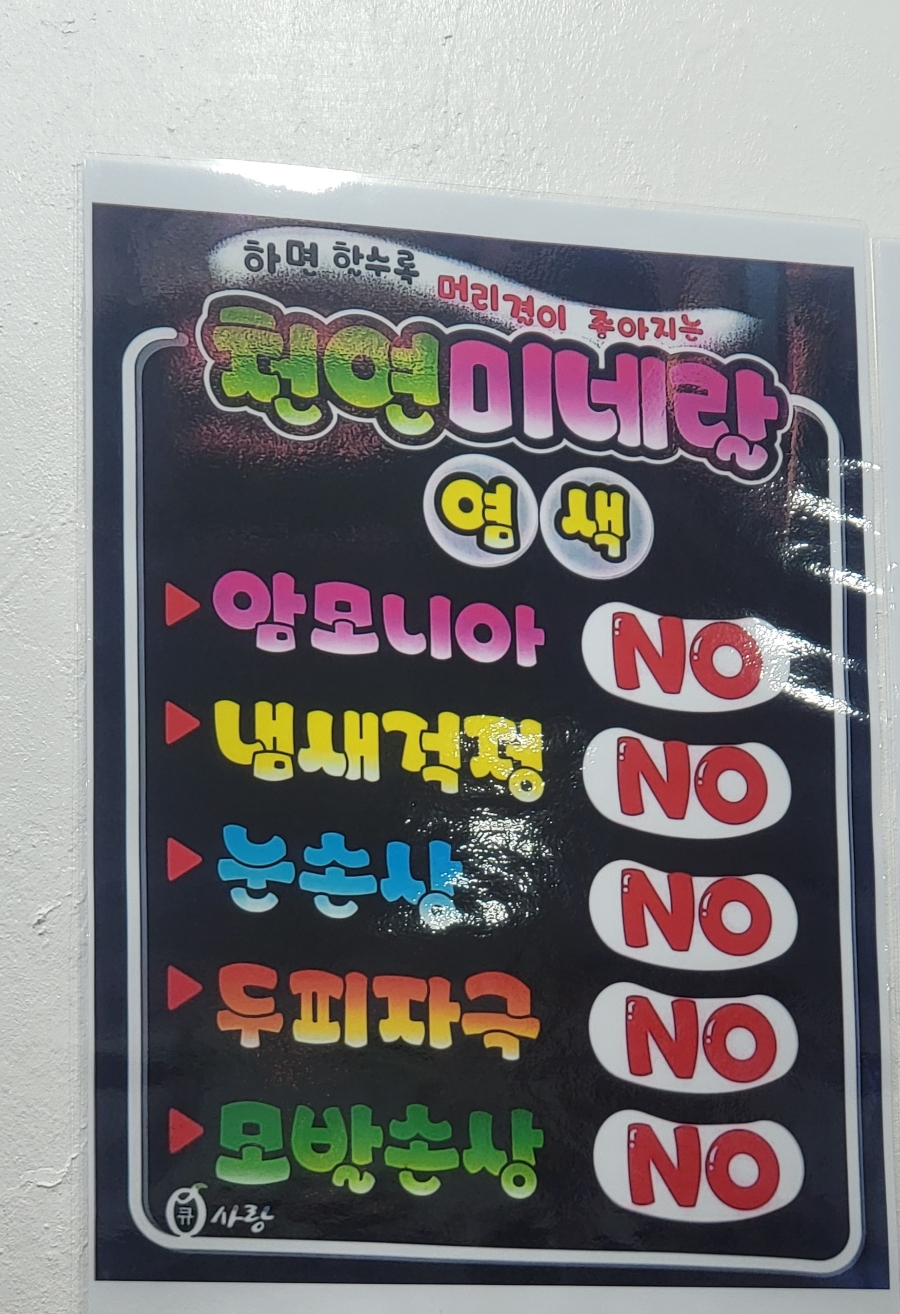 하면 할수록 머리결이 좋아지는
천연미네랄
염색
암모니아 NO
냄새걱정 NO
눈손상 NO
두피자극 NO
모발손상 NO
큐 사랑